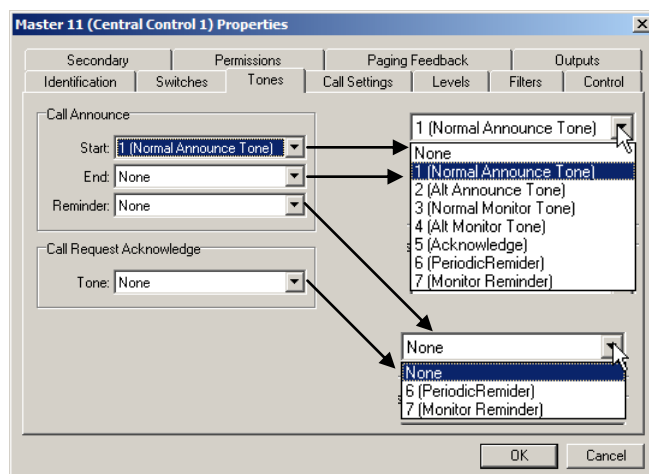 Master 11 (Central Control 1) Properties
Secondary Permissions Paging Feedback Outputs
Identification Switches Tones Call Settings Levels Filters Control
Call Announce
Start: 1 (Normal Announce Tone)
End: None
Reminder: None
Call Request Acknowledge
Tone: None
1 (Normal Announce Tone)
None
1 (Normal Announce Tone)
2 (Alt Announce Tone)
3 (Normal Monitor Tone)
4 (Alt Monitor Tone)
5 (Acknowledge)
6 (PeriodicRemider)
7 (Monitor Reminder)
None
None
6 (PeriodicRemider)
7 (Monitor Reminder)
OK Cancel